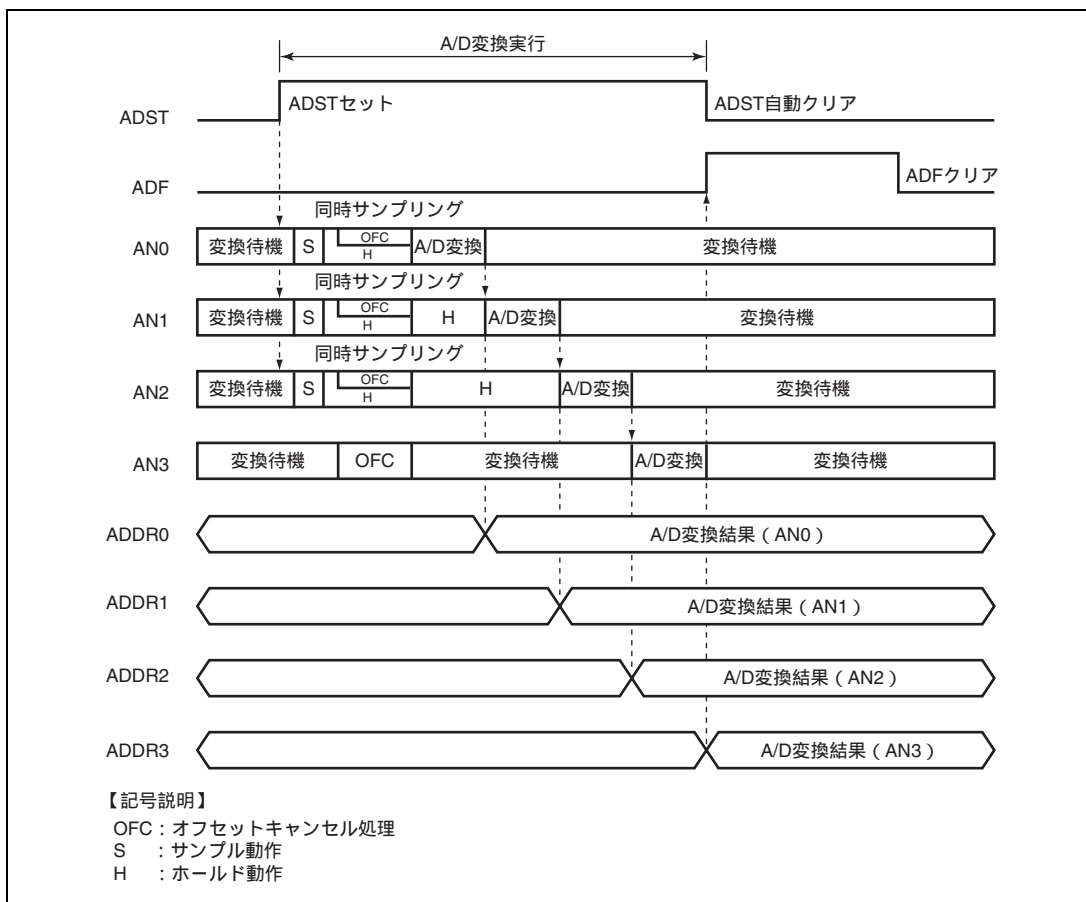 A/D変換実行
ADST ADSTセット ADST自動クリア
ADF ADFクリア
同時サンプリング
AN0 変換待機 S OFC H A/D変換 変換待機
同時サンプリング
AN1 変換待機 S OFC H H A/D変換 変換待機
同時サンプリング
AN2 変換待機 S OFC H H A/D変換 変換待機
AN3 変換待機 OFC 変換待機 A/D変換 変換待機
ADDR0 A/D変換結果(AN0)
ADDR1 A/D変換結果(AN1)
ADDR2 A/D変換結果(AN2)
ADDR3 A/D変換結果(AN3)
【記号説明】
OFC:オフセットキャンセル処理
S :サンプル動作
H :ホールド動作